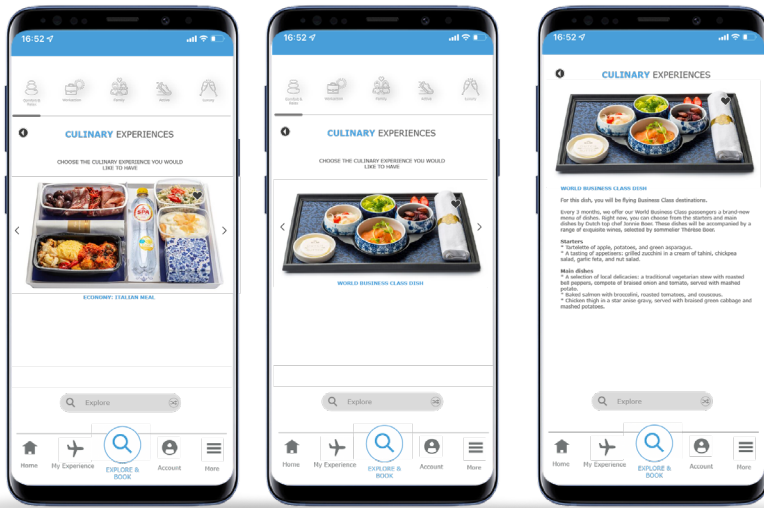 16:52
Family
Active
Luxury
CULINARY EXPERIENCES
CHOOSE THE CULINARY EXPERIENCE YOU WOULD
LIKE TO HAVE
SPA
ECONOMY: ITALIAN MEAL
Explore
Home
My Experience
EXPLORE &
BOOK
Account
More
16:52
Family
Active
Luxury
CULINARY EXPERIENCES
CHOOSE THE CULINARY EXPERIENCE YOU WOULD
LIKE TO HAVE
WORLD BUSINESS CLASS DISH
Explore
Home
My Experience
EXPLORE &
BOOK
Account
More
16:52
CULINARY EXPERIENCES
WORLD BUSINESS CLASS DISH
For this dish, you will be flying Business Class destinations.
Every 3 months, we offer our World Business Class passengers a brand-new
menu of dishes. Right now, you can choose from the starters and main
dishes by Dutch top chef Jonnie Boer. These dishes will be accompanied by a
range of exquisite wines, selected by sommelier Thérèse Boer.
Starters
* Tartelette of apple, potatoes, and green asparagus.
* A tasting of appetisers: grilled zucchini in a cream of tahini, chickpea
salad, garlic feta, and nut salad.
Main dishes
* A selection of local delicacies: a traditional vegetarian stew with roasted
bell peppers, compote of braised onion and tomato, served with mashed
potato.
* Baked salmon with broccolini, roasted tomatoes, and couscous.
* Chicken thigh in a star anise gravy, served with braised green cabbage and
mashed potatoes.
Explore
Home
My Experience
EXPLORE &
BOOK
Account
More